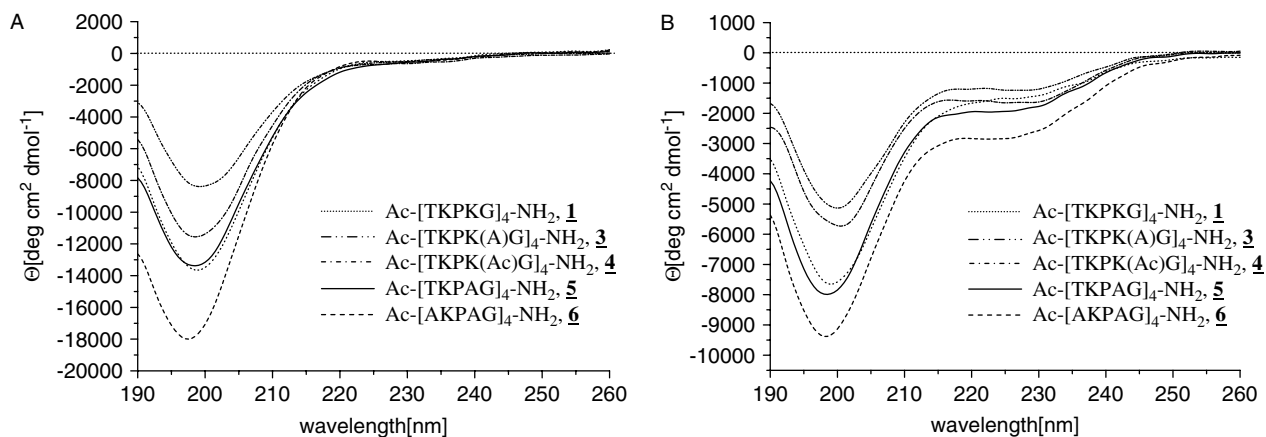 A
2000
0
-2000
-4000
-6000
-8000
-10000
-12000
-14000
-16000
-18000
-20000
Θ[deg cm2 dmol-1]
Ac-[TKPKG]4-NH2, 1
Ac-[TKPK(A)G]4-NH2, 3
Ac-[TKPK(Ac)G]4-NH2, 4
Ac-[TKPAG]4-NH2, 5
Ac-[AKPAG]4-NH2, 6
190 200 210 220 230 240 250 260
wavelength[nm]
B
1000
0
-1000
-2000
-3000
-4000
-5000
-6000
-7000
-8000
-9000
-10000
Θ[deg cm2 dmol-1]
Ac-[TKPKG]4-NH2, 1
Ac-[TKPK(A)G]4-NH2, 3
Ac-[TKPK(Ac)G]4-NH2, 4
Ac-[TKPAG]4-NH2, 5
Ac-[AKPAG]4-NH2, 6
190 200 210 220 230 240 250 260
wavelength[nm]